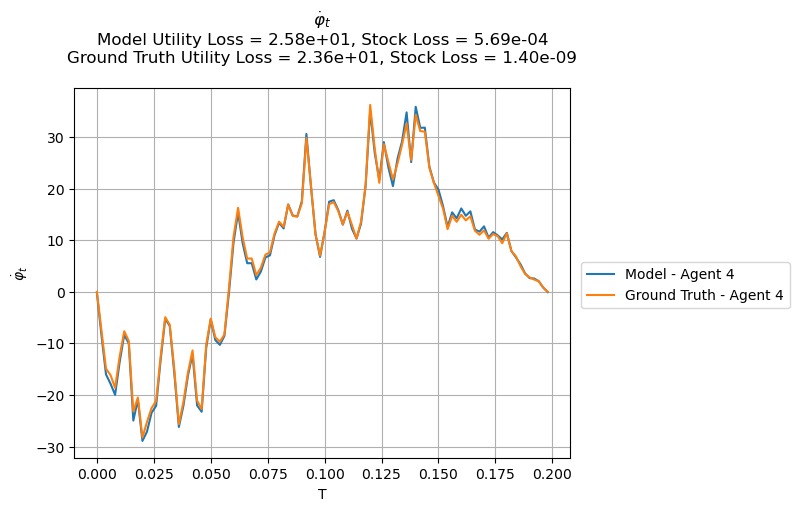 φ̇ₜ
Model Utility Loss = 2.58e+01, Stock Loss = 5.69e-04
Ground Truth Utility Loss = 2.36e+01, Stock Loss = 1.40e-09
30
20
10
0
−10
−20
−30
φ̇ₜ
0.000 0.025 0.050 0.075 0.100 0.125 0.150 0.175 0.200
T
Model - Agent 4
Ground Truth - Agent 4